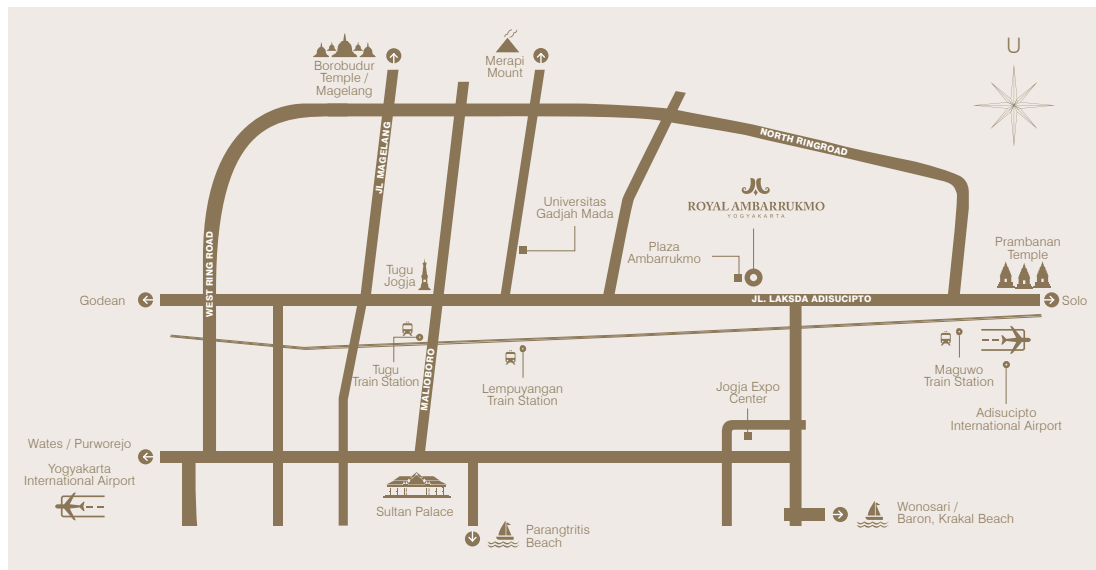 U
Borobudur
Temple /
Magelang
Merapi
Mount
NORTH RINGROAD
JL MAGELANG
ROYAL AMBARRUKMO
YOGYAKARTA
Universitas
Gadjah Mada
Plaza
Ambarrukmo
Prambanan
Temple
WEST RING ROAD
Tugu
Jogja
Godean
JL. LAKSDA ADISUCIPTO
Solo
Tugu
Train Station
MALIOBORO
Lempuyangan
Train Station
Maguwo
Train Station
Jogja Expo
Center
Adisucipto
International Airport
Wates / Purworejo
Yogyakarta
International Airport
Sultan Palace
Parangtritis
Beach
Wonosari /
Baron, Krakal Beach